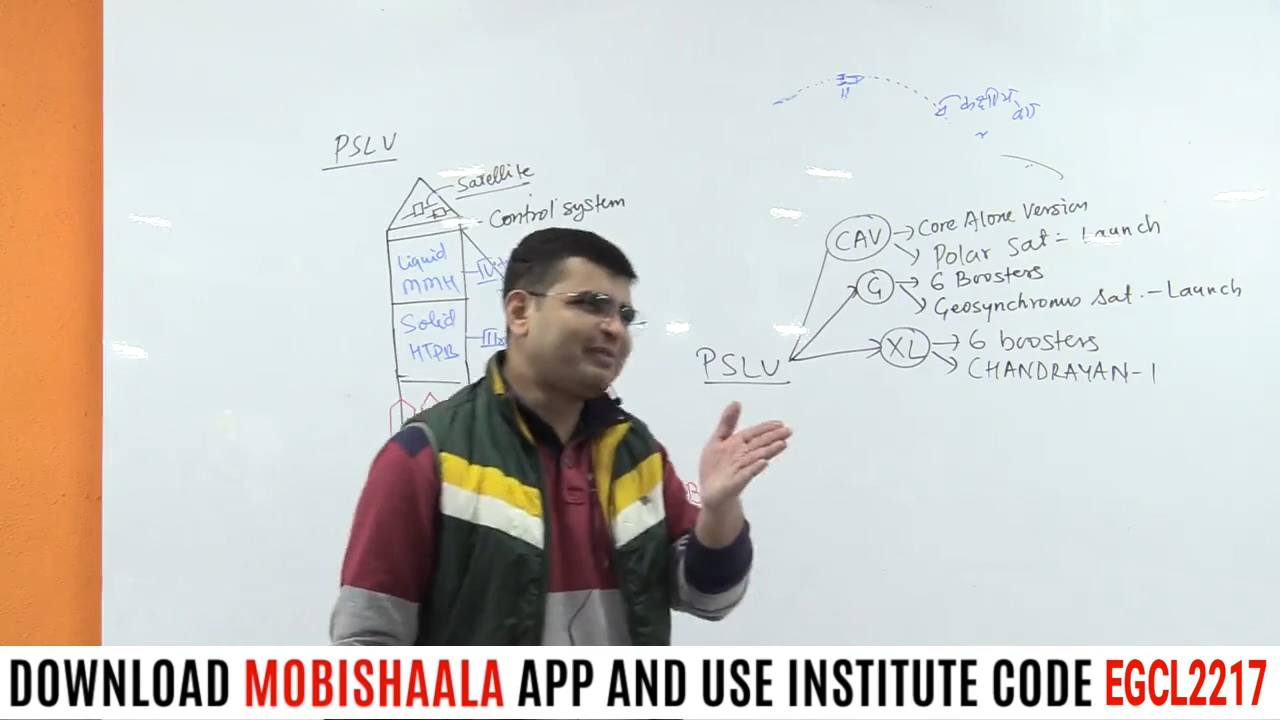 PSLV
Satellite
Control system
Liquid
MMH
Solid
HTPB
PSLV
CAV
Core Alone Version
Polar Sat - Launch
G
6 Boosters
Geosynchronus Sat. - Launch
XL
6 boosters
CHANDRAYAN-1
DOWNLOAD MOBISHAALA APP AND USE INSTITUTE CODE EGCL2217